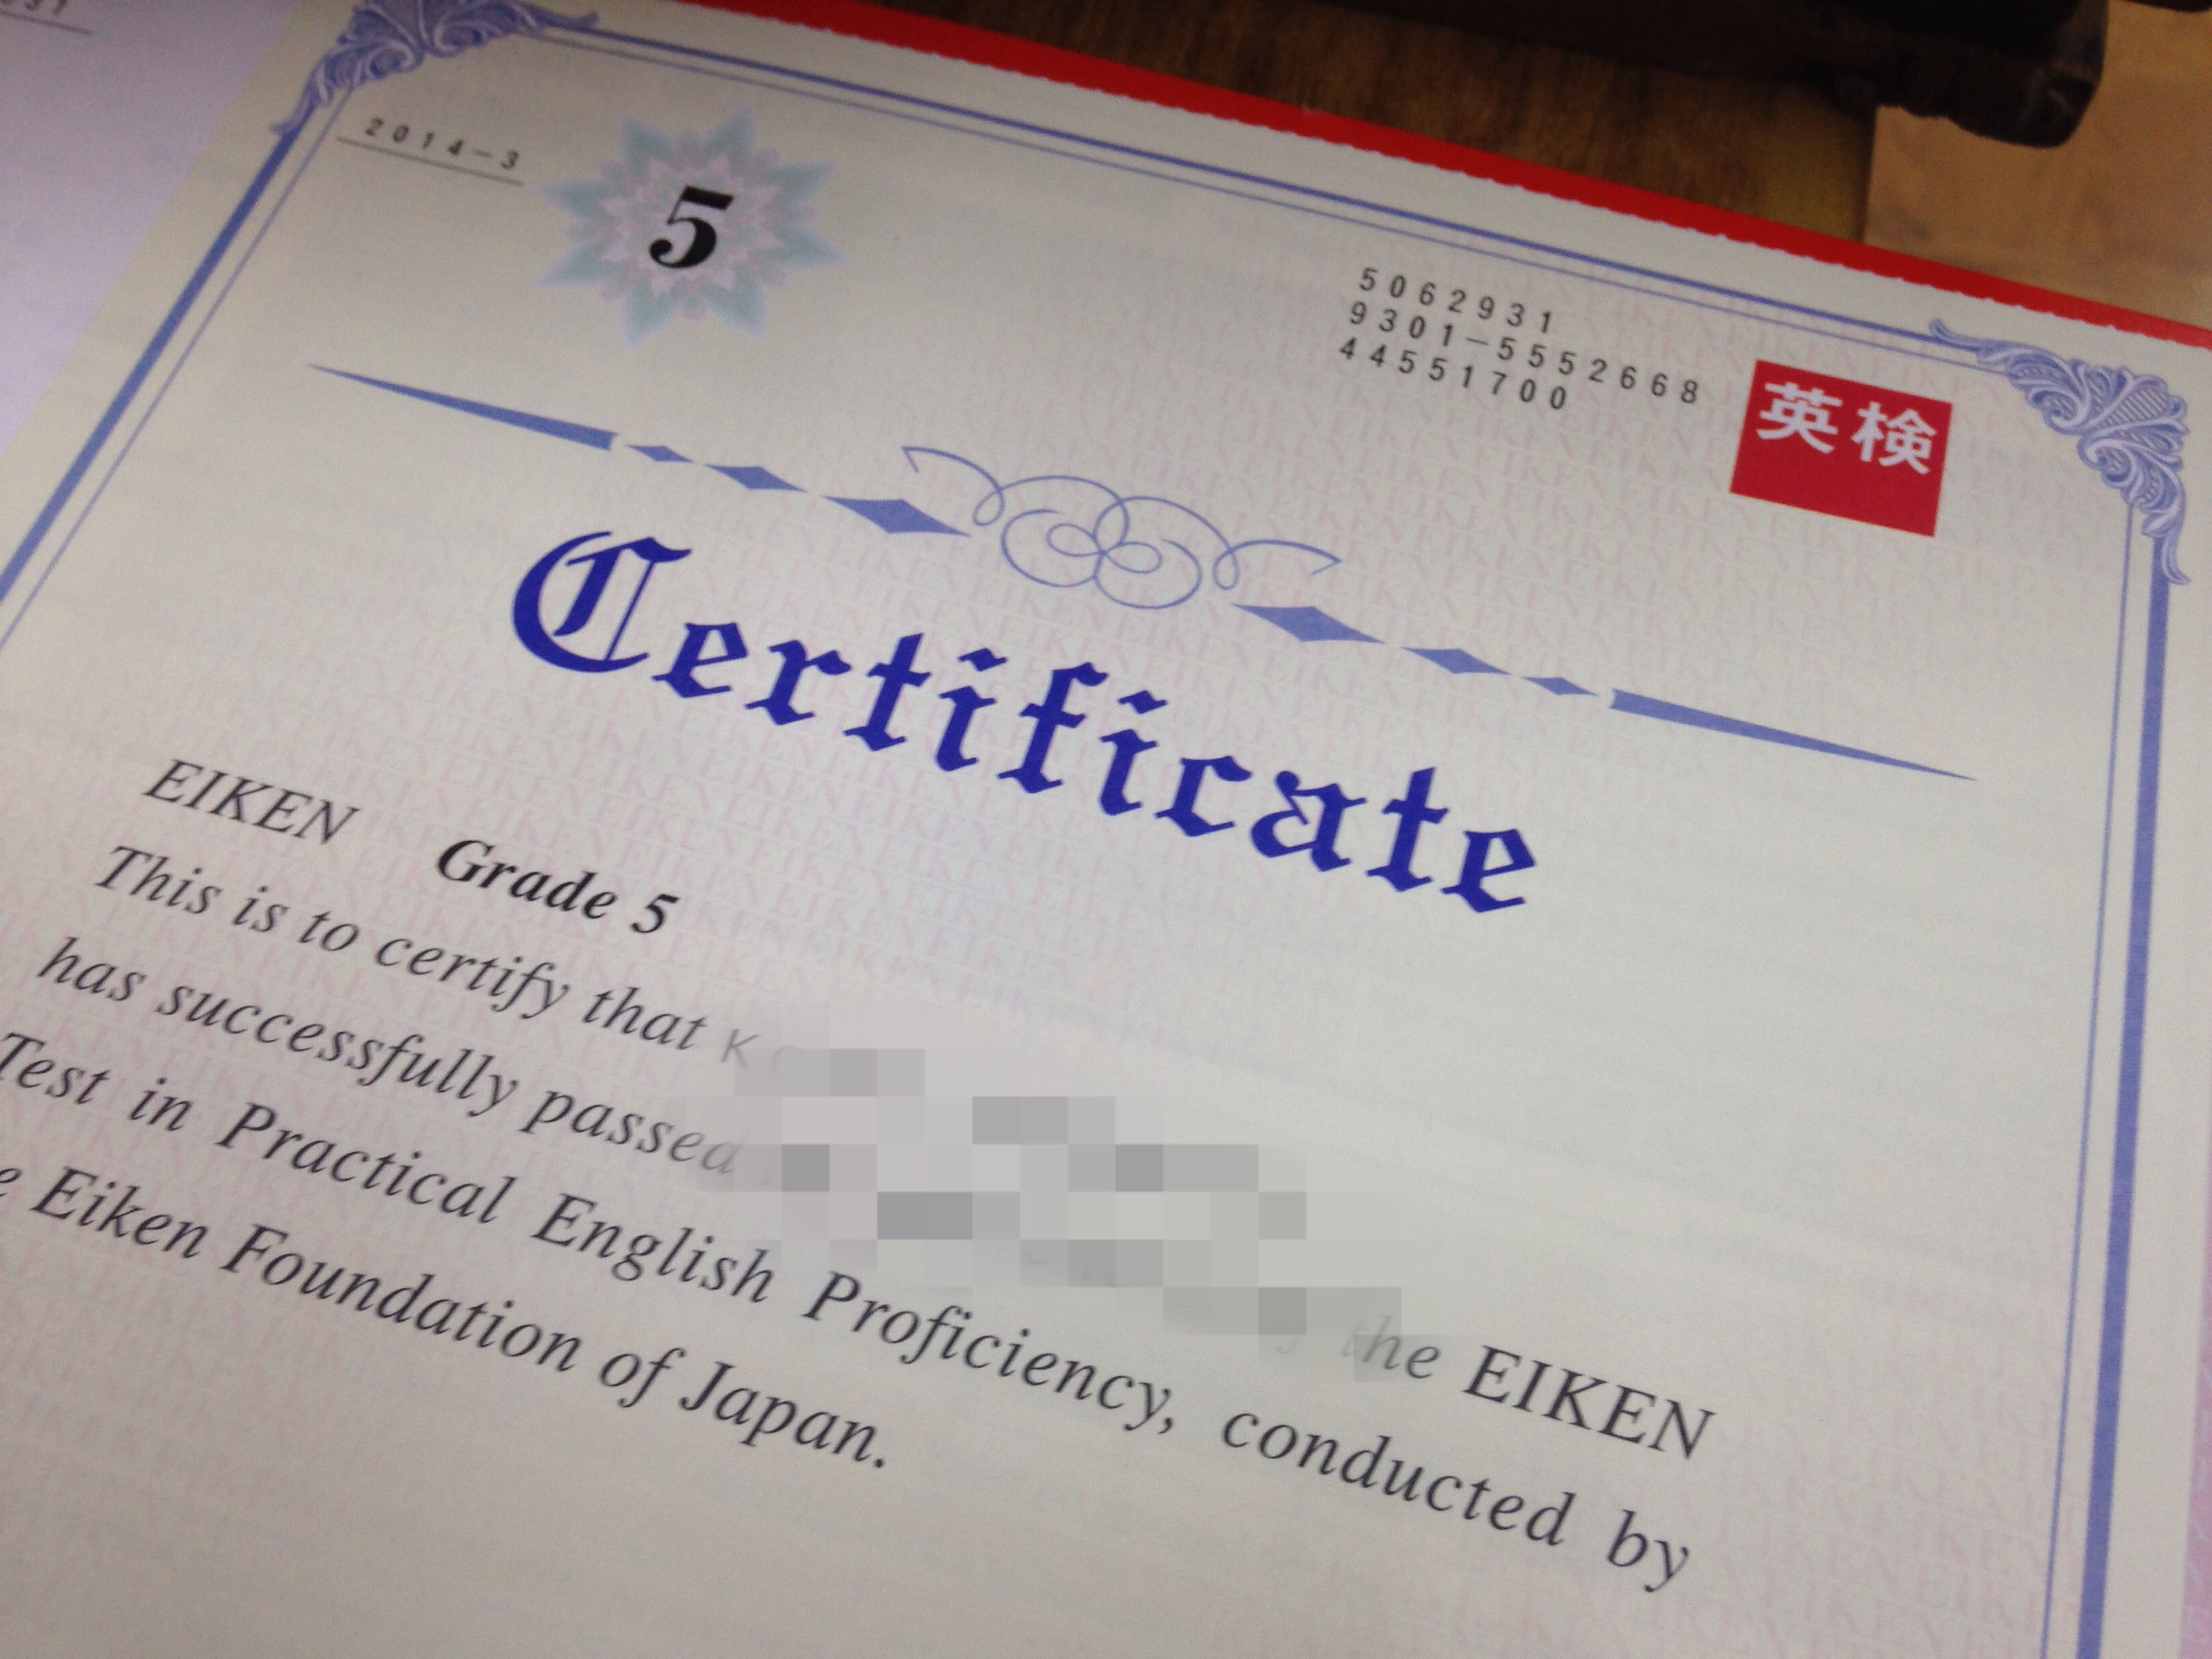 2014-3
5
5062931
9301-5552668
44551700
英検
Certificate
EIKEN Grade 5
This is to certify that K
has successfully passed the EIKEN
Test in Practical English Proficiency, conducted by
Eiken Foundation of Japan.